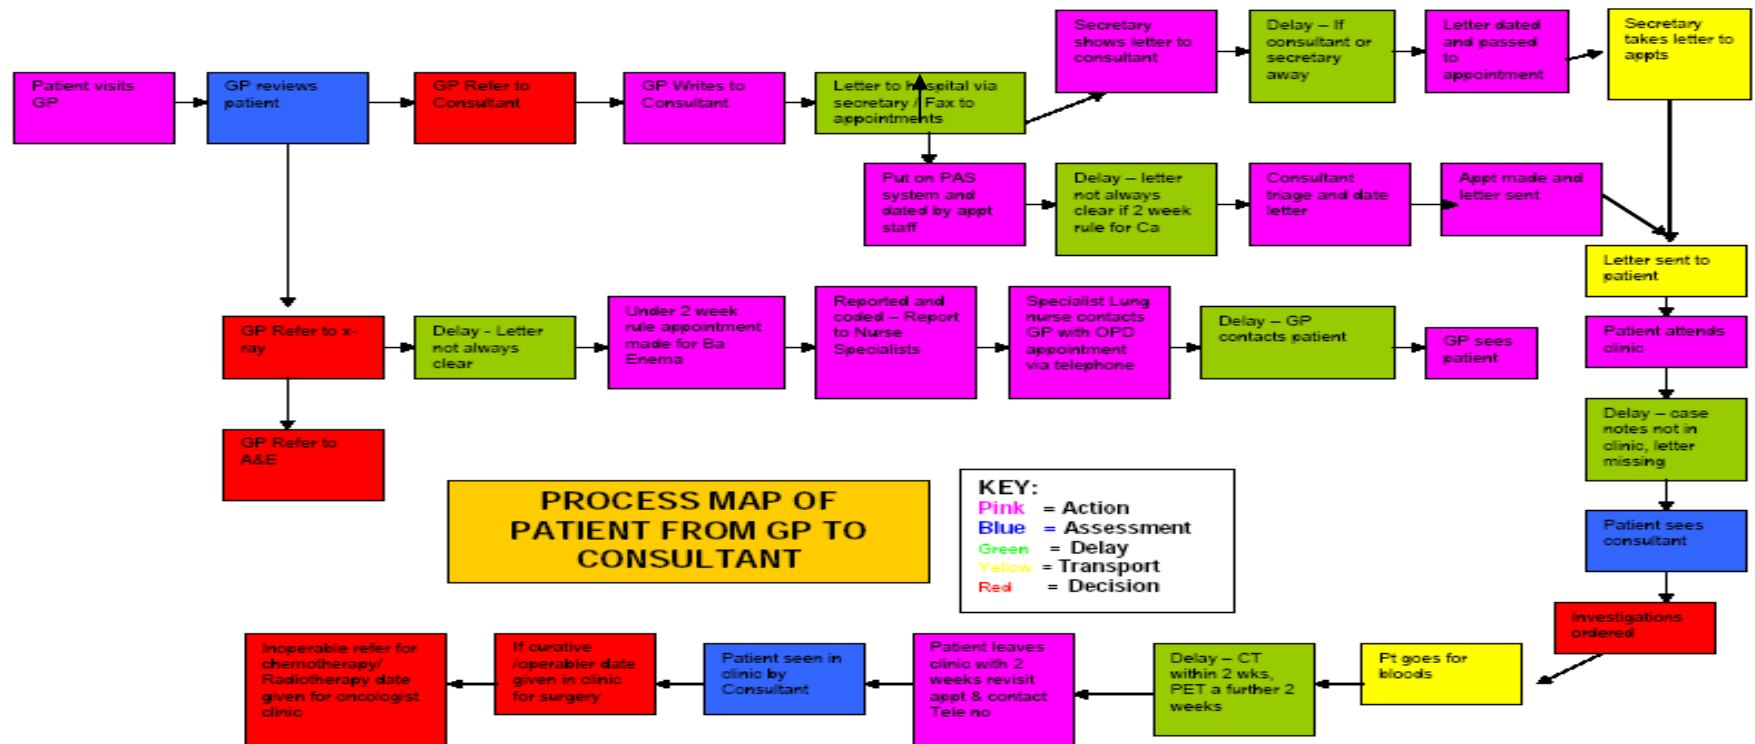 Patient visits
GP
GP reviews
patient
GP Refer to
Consultant
GP Writes to
Consultant
Letter to hospital via
secretary / Fax to
appointments
Secretary
shows letter to
consultant
Delay – If
consultant or
secretary
away
Letter dated
and passed
to
appointment
Secretary
takes letter to
appts
Put on PAS
system and
dated by appt
staff
Delay – letter
not always
clear if 2 week
rule for Ca
Consultant
triage and date
letter
Appt made and
letter sent
Letter sent to
patient
GP Refer to x-
ray
Delay - Letter
not always
clear
Under 2 week
rule appointment
made for Ba
Enema
Reported and
coded – Report
to Nurse
Specialists
Specialist Lung
nurse contacts
GP with OPD
appointment
via telephone
Delay – GP
contacts patient
GP sees
patient
Patient attends
clinic
GP Refer to
A&E
Delay – case
notes not in
clinic, letter
missing
PROCESS MAP OF
PATIENT FROM GP TO
CONSULTANT
KEY:
Pink = Action
Blue = Assessment
Green = Delay
Yellow = Transport
Red = Decision
Patient sees
consultant
Investigations
ordered
Pt goes for
bloods
Delay – CT
within 2 wks,
PET a further 2
weeks
Patient leaves
clinic with 2
weeks revisit
appt & contact
Tele no
Patient seen in
clinic by
Consultant
If curative
/operabler date
given in clinic
for surgery
Inoperable refer for
chemotherapy/
Radiotherapy date
given for oncologist
clinic